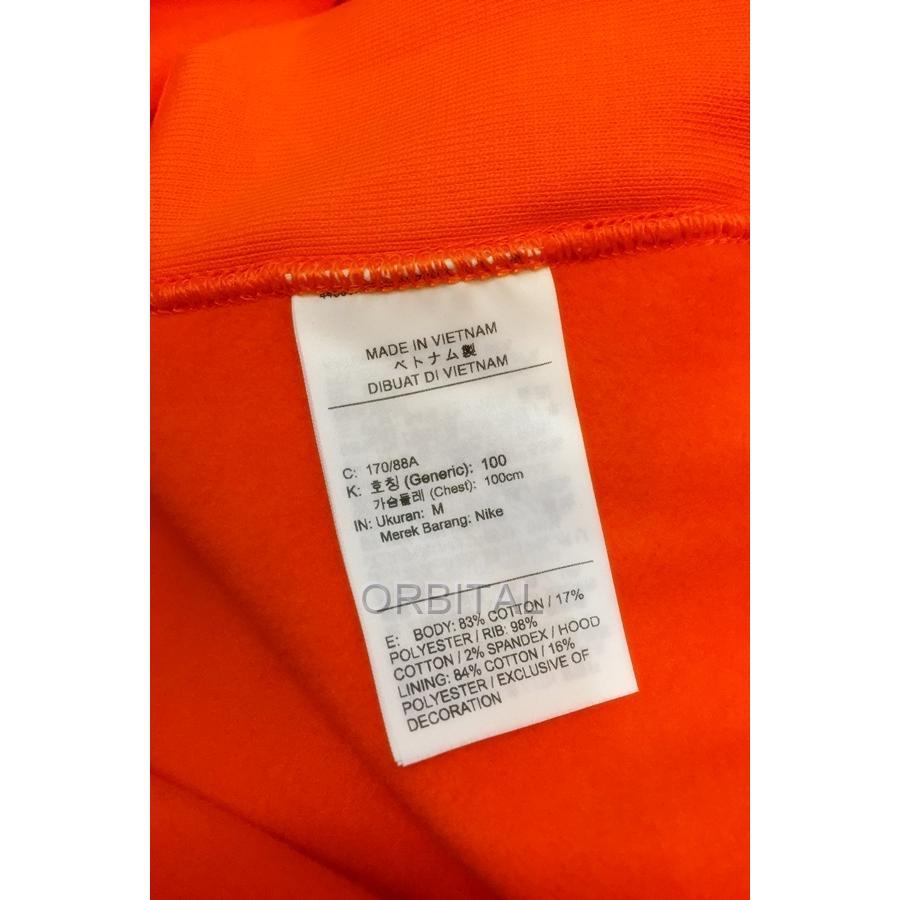 MADE IN VIETNAM
ベトナム製
DIBUAT DI VIETNAM
C: 170/88A
K: 호칭 (Generic): 100
가슴둘레 (Chest): 100cm
IN: Ukuran: M
Merek Barang: Nike
ORBITAL
E: BODY: 83% COTTON / 17%
POLYESTER / RIB: 98%
COTTON / 2% SPANDEX / HOOD
LINING: 84% COTTON / 16%
POLYESTER / EXCLUSIVE OF
DECORATION